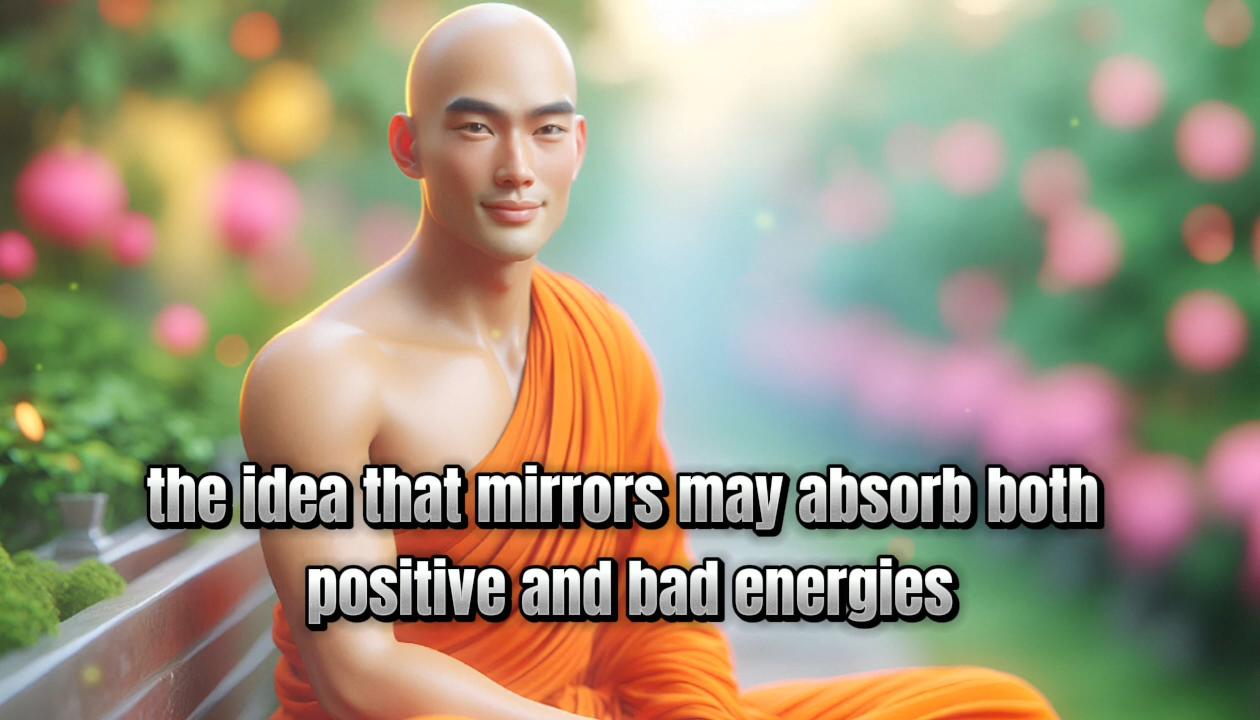 the idea that mirrors may absorb both
positive and bad energies